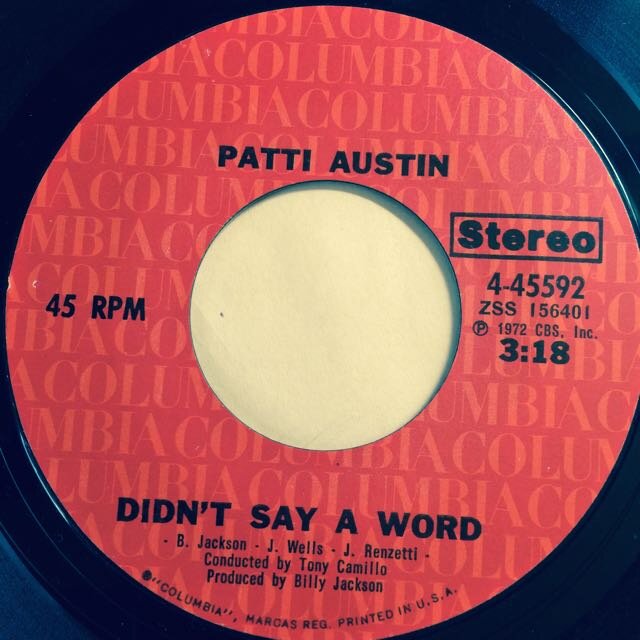 PATTI AUSTIN
Stereo
4-45592
ZSS 156401
℗ 1972 CBS, Inc.
3:18
45 RPM
DIDN'T SAY A WORD
- B. Jackson - J. Wells - J. Renzetti -
Conducted by Tony Camillo
Produced by Billy Jackson
® "COLUMBIA", MARCAS REG. PRINTED IN U.S.A.
COLUMBIACOLUMBIACOLUMBIA